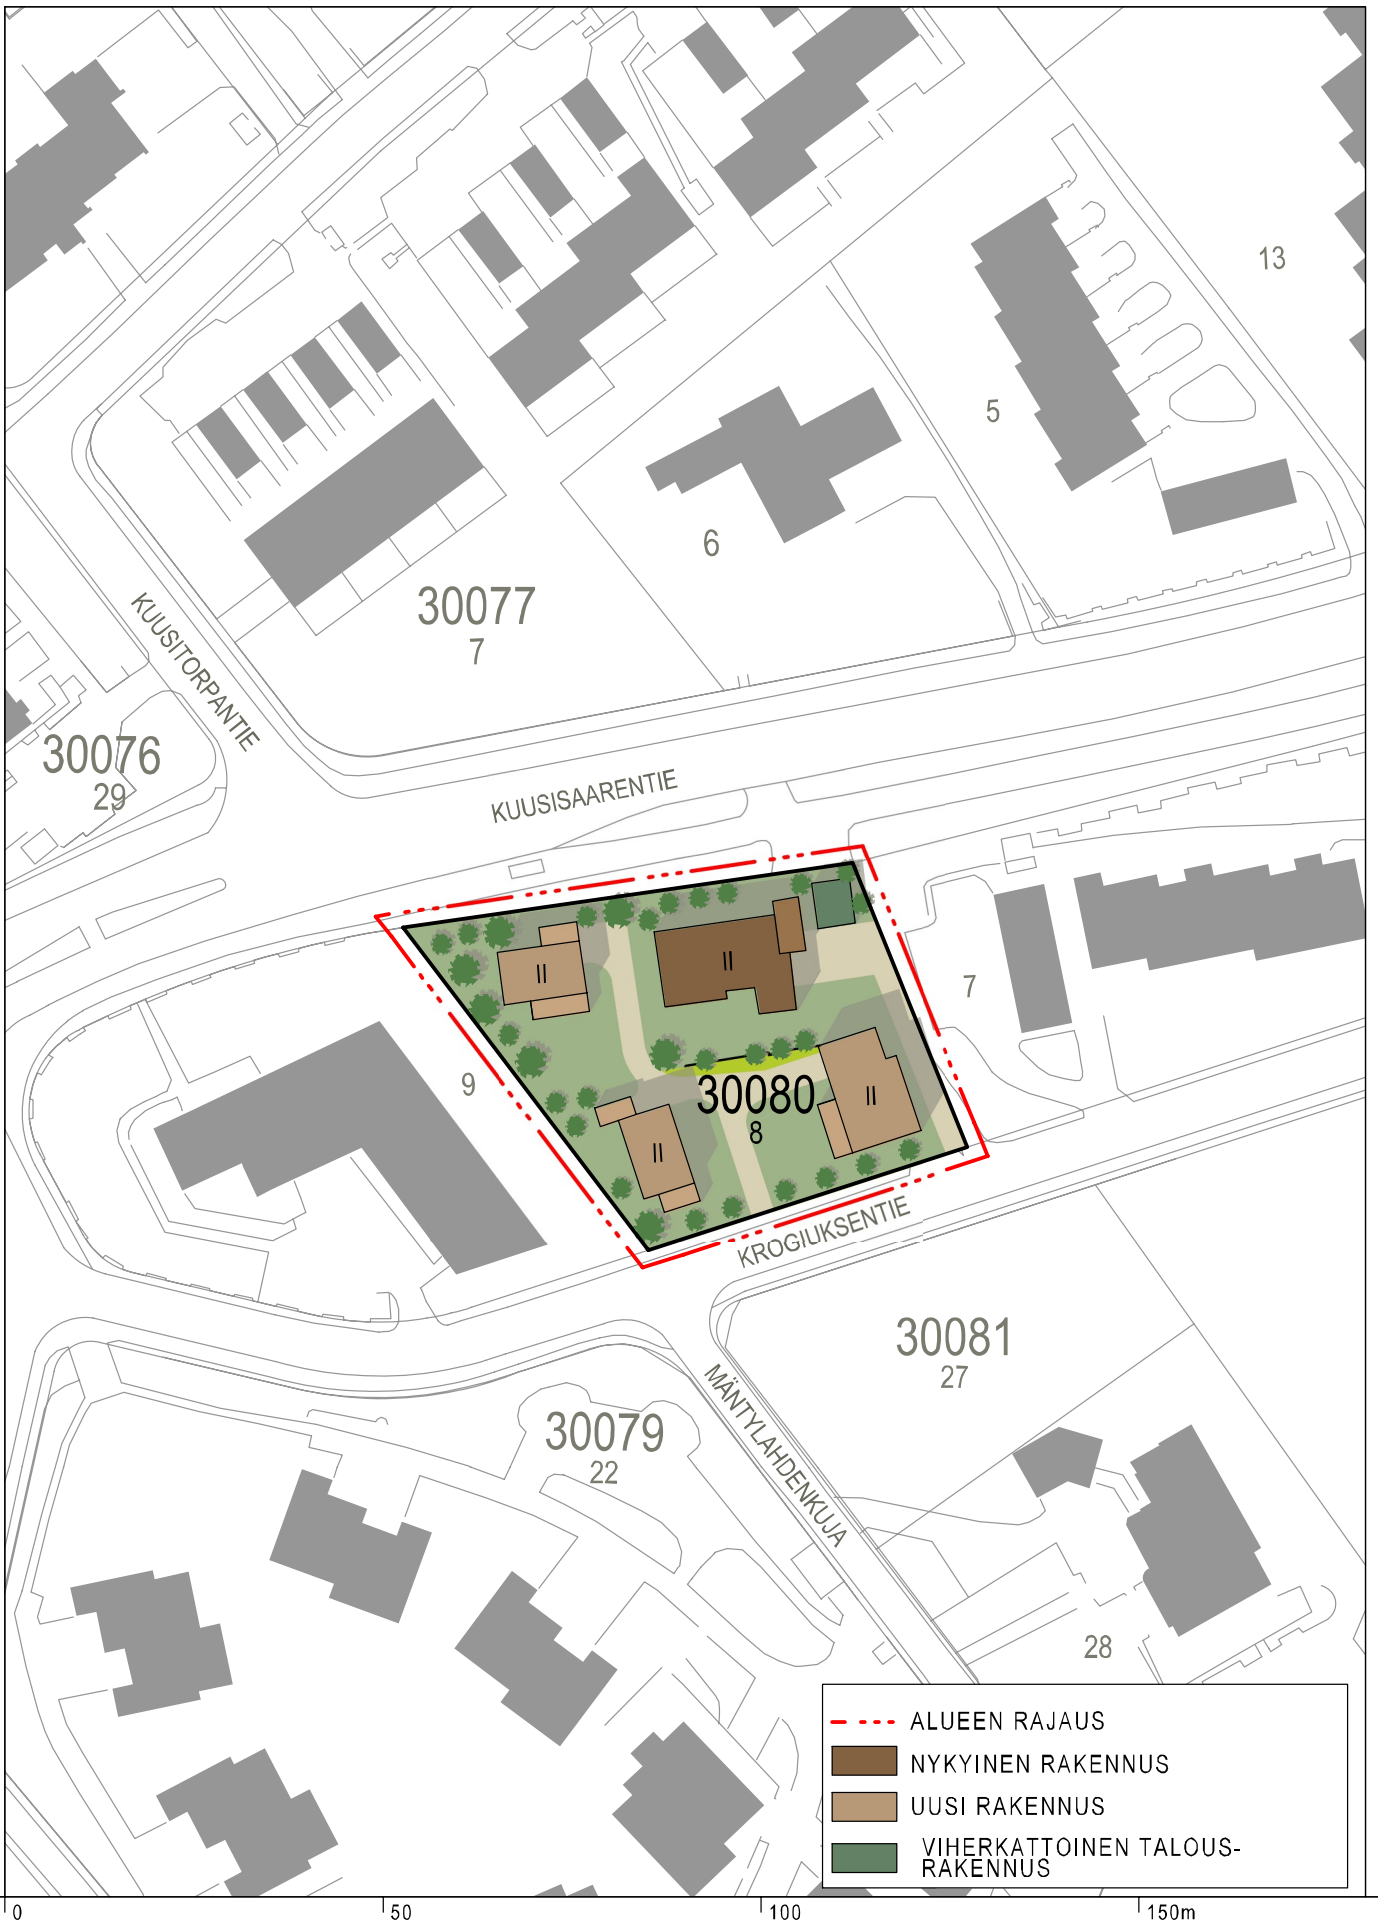 13
5
6
30077
7
KUUSITORPANTIE
30076
29
KUUSISAARENTIE
II
II
7
9
30080
8
II
II
KROGIUKSENTIE
30081
27
MÄNTYLAHDENKUJA
30079
22
28
ALUEEN RAJAUS
NYKYINEN RAKENNUS
UUSI RAKENNUS
VIHERKATTOINEN TALOUS-
RAKENNUS
0 50 100 150m